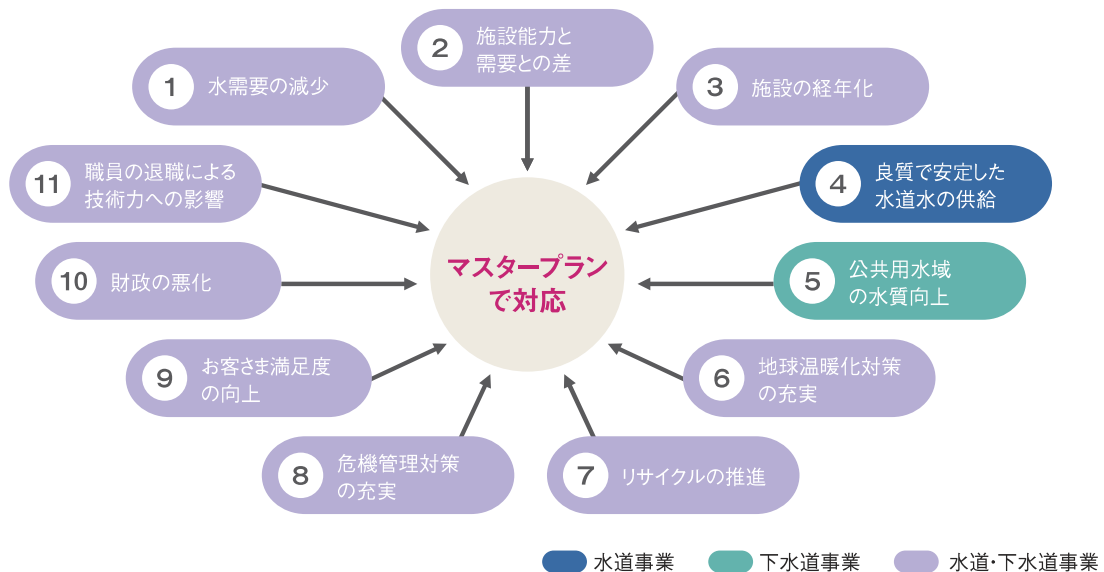 1 水需要の減少
2 施設能力と
需要との差
3 施設の経年化
4 良質で安定した
水道水の供給
5 公共用水域
の水質向上
6 地球温暖化対策
の充実
7 リサイクルの推進
8 危機管理対策
の充実
9 お客さま満足度
の向上
10 財政の悪化
11 職員の退職による
技術力への影響
マスタープラン
で対応
水道事業
下水道事業
水道・下水道事業